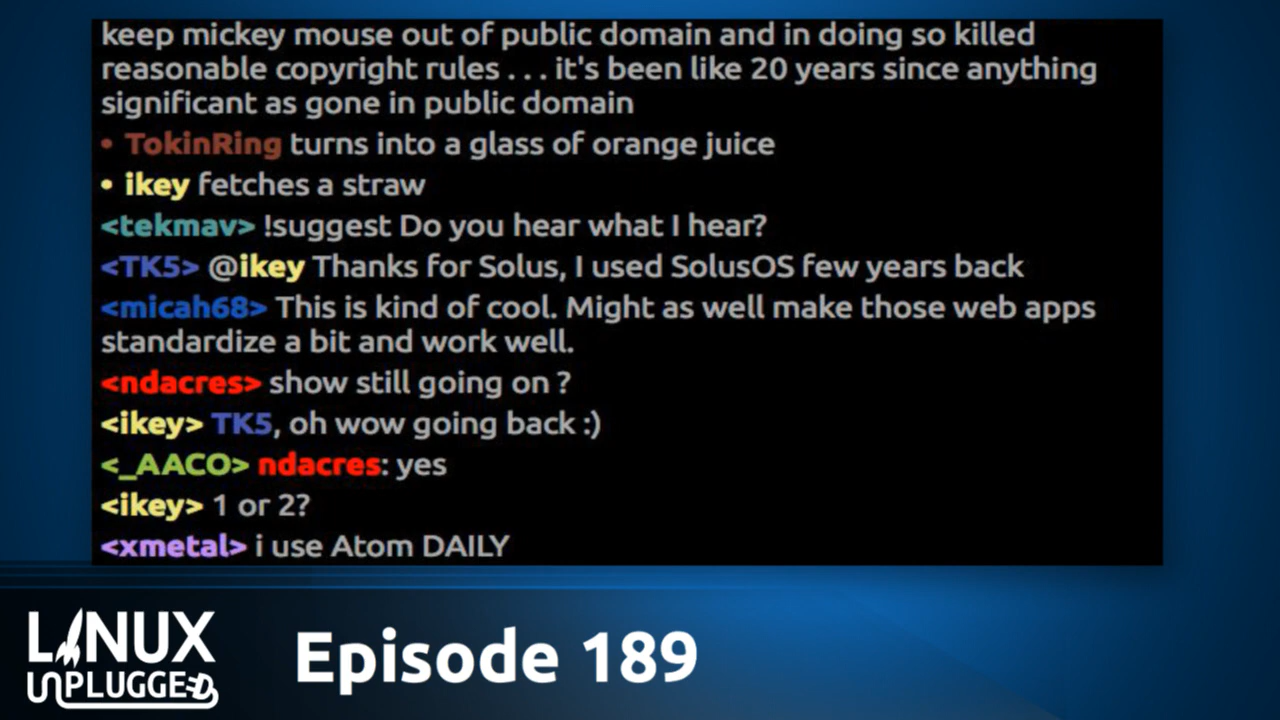 keep mickey mouse out of public domain and in doing so killed
reasonable copyright rules . . . it's been like 20 years since anything
significant as gone in public domain
• TokinRing turns into a glass of orange juice
• ikey fetches a straw
<tekmav> !suggest Do you hear what I hear?
<TK5> @ikey Thanks for Solus, I used SolusOS few years back
<micah68> This is kind of cool. Might as well make those web apps
standardize a bit and work well.
<ndacres> show still going on ?
<ikey> TK5, oh wow going back :)
<_AACO> ndacres: yes
<ikey> 1 or 2?
<xmetal> i use Atom DAILY
LINUX
UNPLUGGED
Episode 189